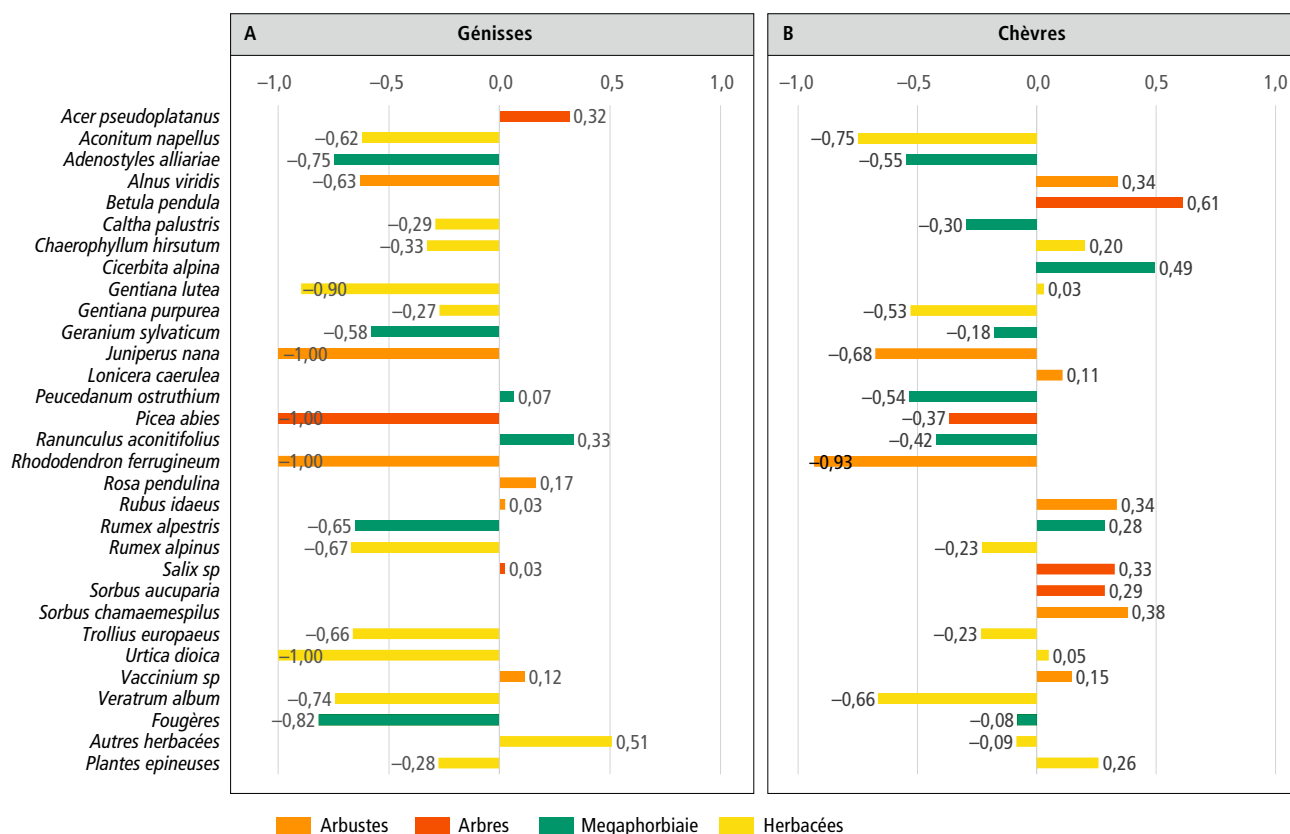 A Génisses B Chèvres
–1,0 –0,5 0,0 0,5 1,0 –1,0 –0,5 0,0 0,5 1,0
Acer pseudoplatanus 0,32
Aconitum napellus –0,62 –0,75
Adenostyles alliariae –0,75 –0,55
Alnus viridis –0,63 0,34
Betula pendula 0,61
Caltha palustris –0,29 –0,30
Chaerophyllum hirsutum –0,33 0,20
Cicerbita alpina 0,49
Gentiana lutea –0,90 0,03
Gentiana purpurea –0,27 –0,53
Geranium sylvaticum –0,58 –0,18
Juniperus nana –1,00 –0,68
Lonicera caerulea 0,11
Peucedanum ostruthium 0,07 –0,54
Picea abies –1,00 –0,37
Ranunculus aconitifolius 0,33 –0,42
Rhododendron ferrugineum –1,00 –0,93
Rosa pendulina 0,17
Rubus idaeus 0,03 0,34
Rumex alpestris –0,65 0,28
Rumex alpinus –0,67 –0,23
Salix sp 0,03 0,33
Sorbus aucuparia 0,29
Sorbus chamaemespilus 0,38
Trollius europaeus –0,66 –0,23
Urtica dioica –1,00 0,05
Vaccinium sp 0,12 0,15
Veratrum album –0,74 –0,66
Fougères –0,82 –0,08
Autres herbacées 0,51 –0,09
Plantes epineuses –0,28 0,26
Arbustes Arbres Megaphorbiaie Herbacées